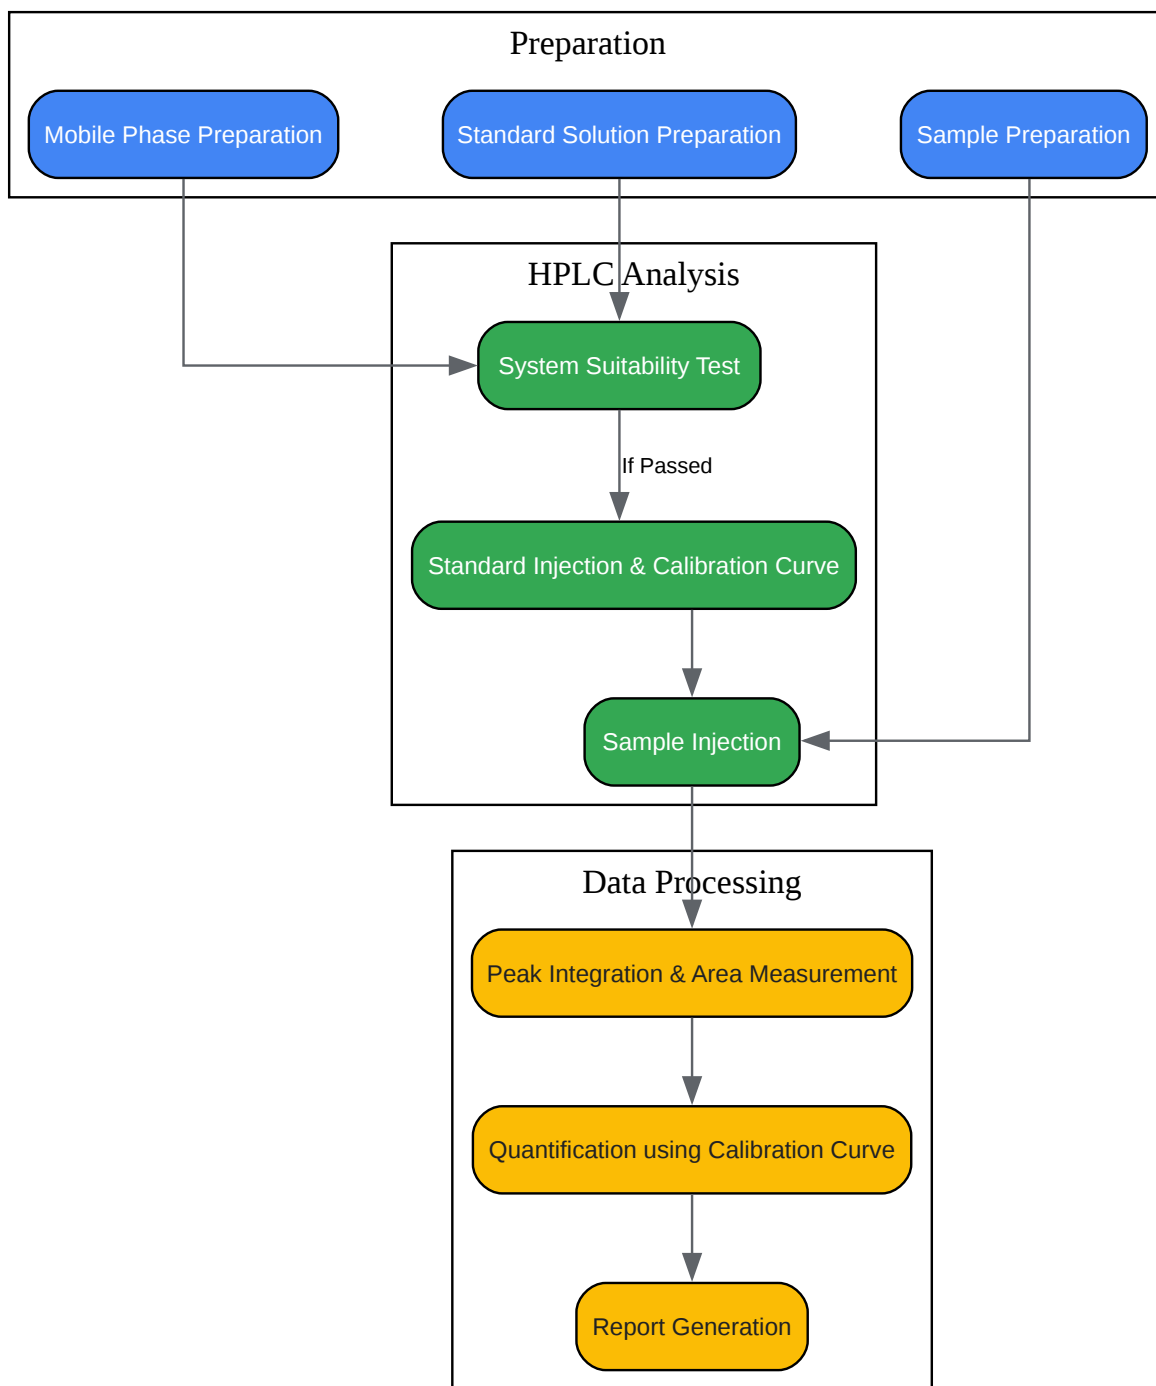 Preparation
Mobile Phase Preparation
Standard Solution Preparation
Sample Preparation
HPLC Analysis
System Suitability Test
If Passed
Standard Injection & Calibration Curve
Sample Injection
Data Processing
Peak Integration & Area Measurement
Quantification using Calibration Curve
Report Generation